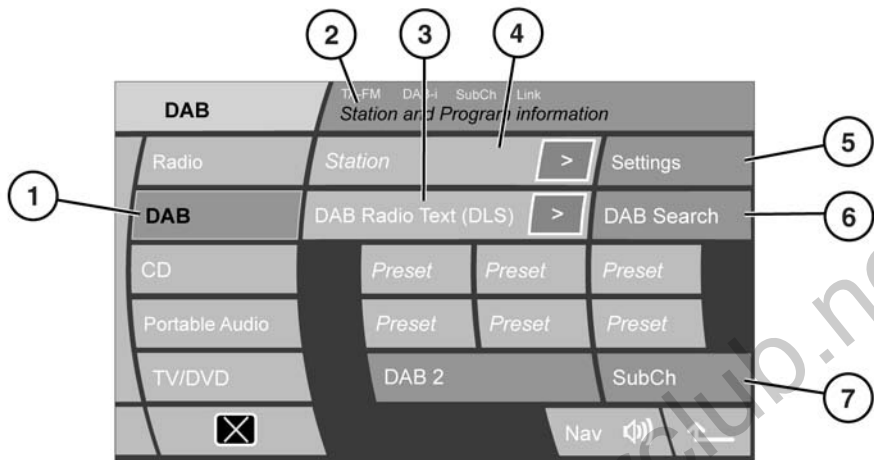 2 3 4
TA-FM DAB-i SubCh Link
DAB Station and Program information
Radio Station > Settings 5
1 DAB DAB Radio Text (DLS) > DAB Search 6
CD Preset Preset Preset
Portable Audio Preset Preset Preset
TV/DVD DAB 2 SubCh 7
Nav